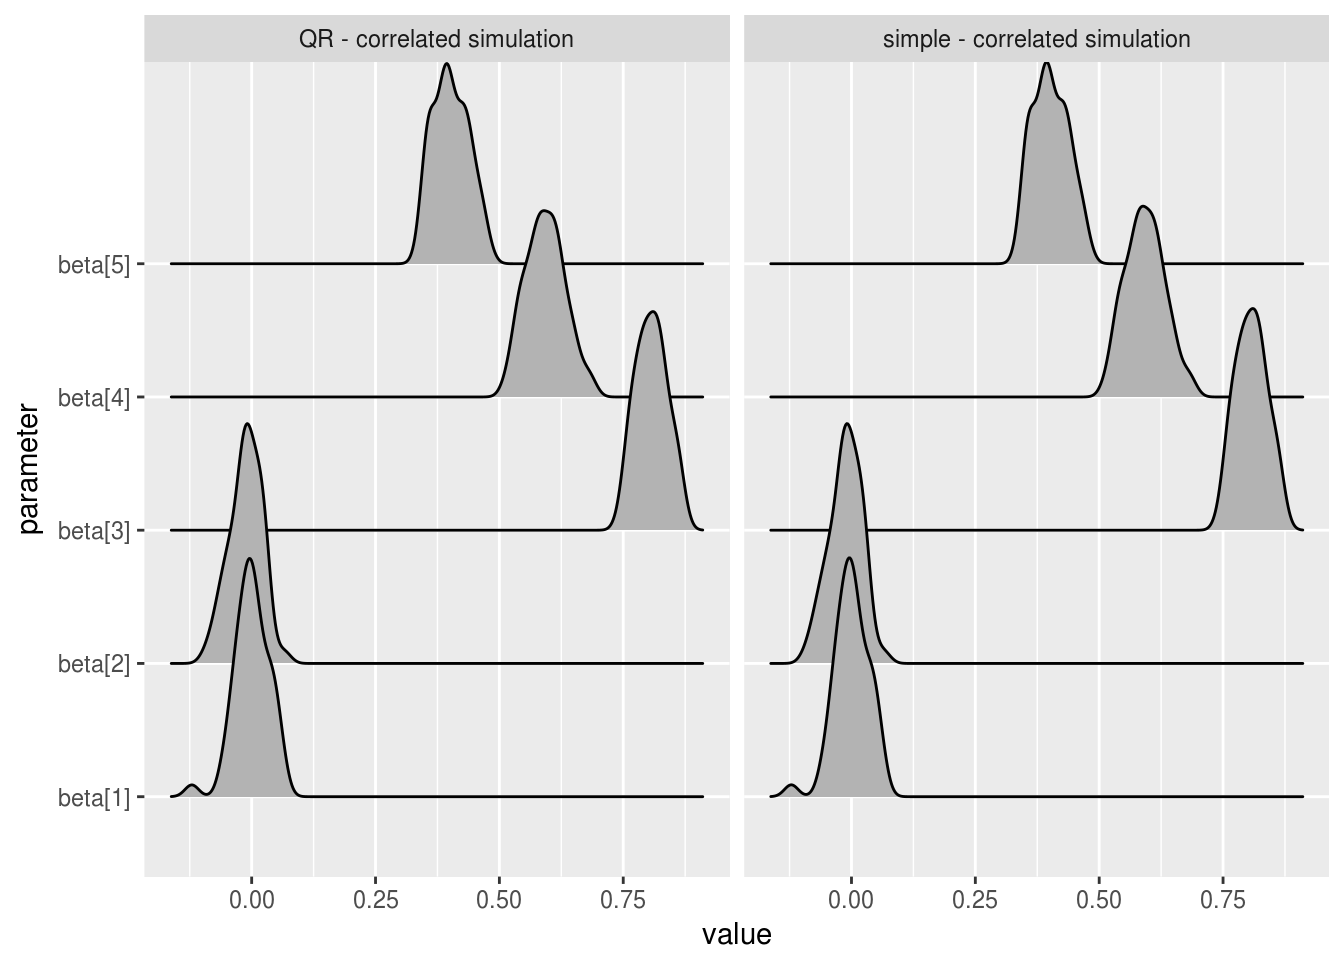 QR - correlated simulation
simple - correlated simulation
parameter
beta[5]
beta[4]
beta[3]
beta[2]
beta[1]
0.00 0.25 0.50 0.75
0.00 0.25 0.50 0.75
value